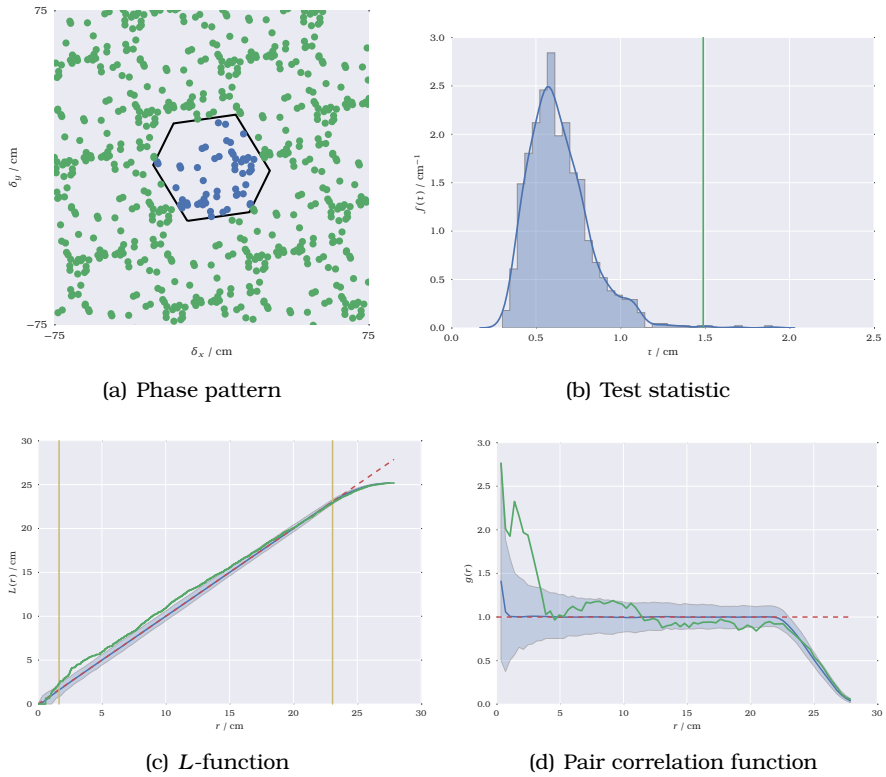 75
δy / cm
−75
−75
75
δx / cm
(a) Phase pattern
3.0
2.5
2.0
1.5
1.0
0.5
0.0
f(τ) / cm−1
0.0 0.5 1.0 1.5 2.0 2.5
τ / cm
(b) Test statistic
30
25
20
15
10
5
0
L(r) / cm
0 5 10 15 20 25 30
r / cm
(c) L-function
3.0
2.5
2.0
1.5
1.0
0.5
0.0
g(r)
0 5 10 15 20 25 30
r / cm
(d) Pair correlation function